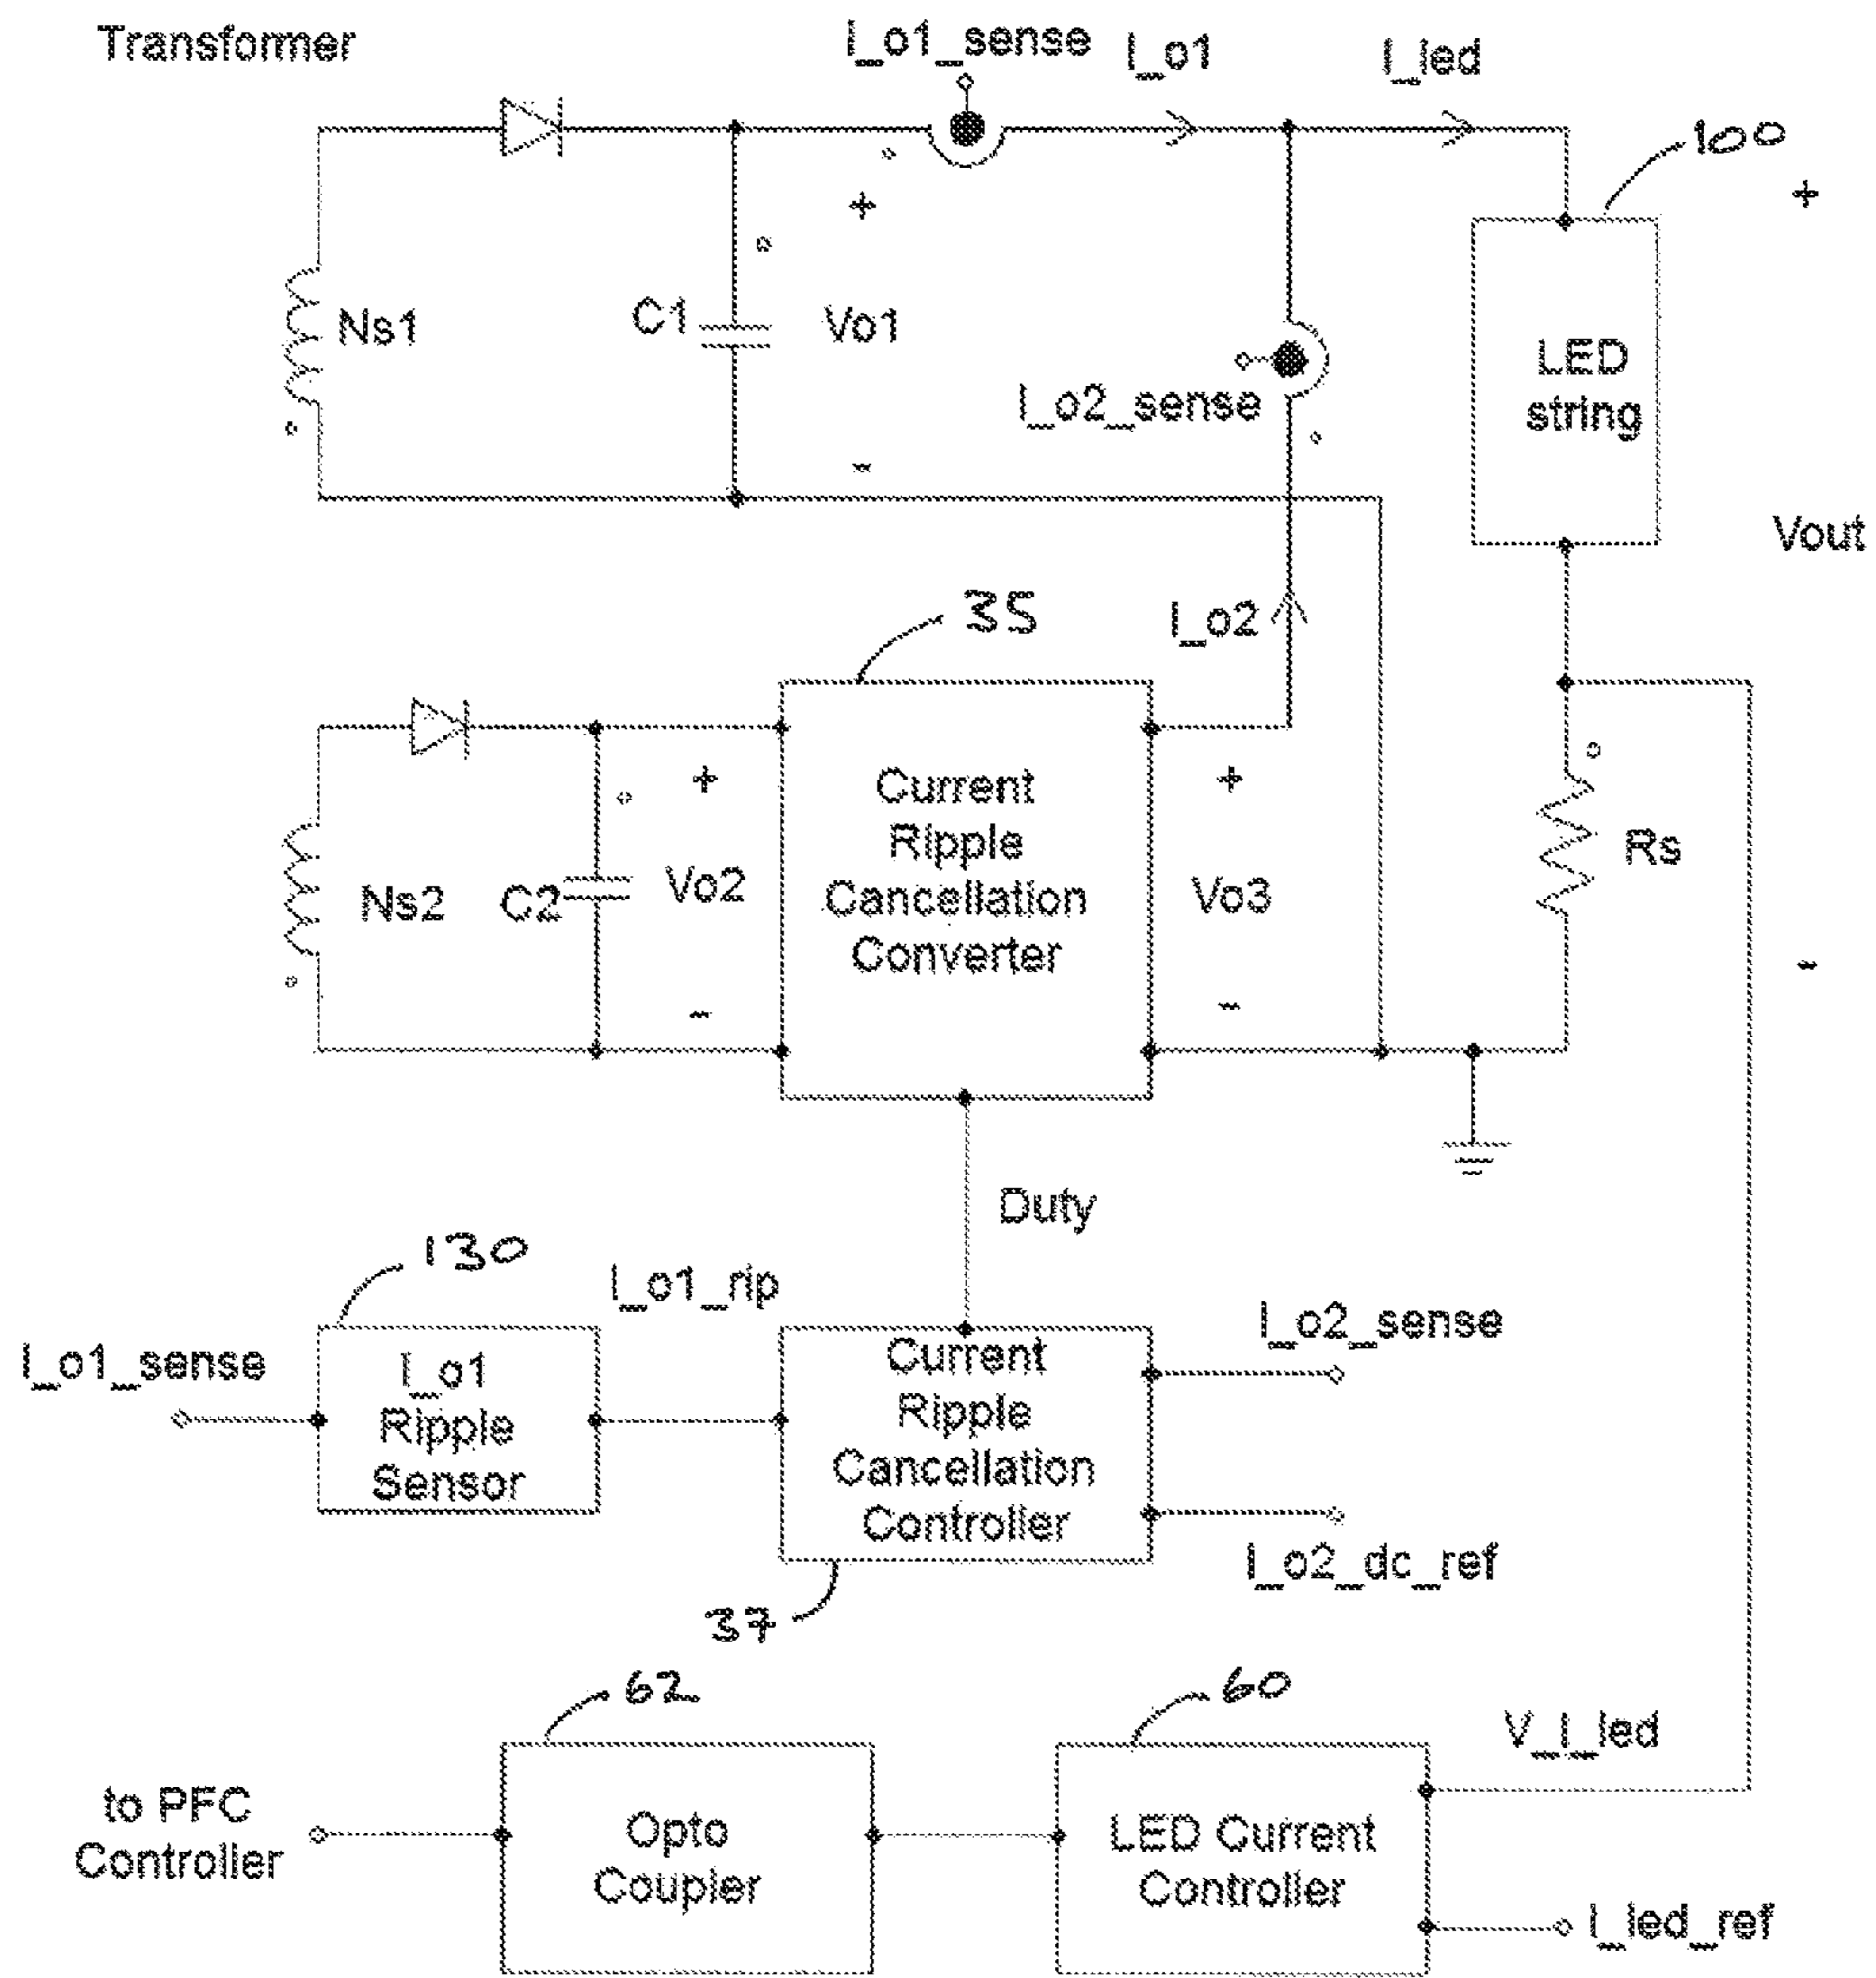 Transformer
I_o1_sense
I_o1
I_led
100
+
+
Ns1
C1
Vo1
LED
string
I_o2_sense
-
Vout
35
I_o2
+
+
Current
Ripple
Cancellation
Converter
Ns2
C2
Vo2
Vo3
Rs
-
-
-
Duty
130
I_o1_rip
I_o1_sense
I_o1
Ripple
Sensor
Current
Ripple
Cancellation
Controller
I_o2_sense
I_o2_dc_ref
37
62
60
V_I_led
to PFC
Controller
Opto
Coupler
LED Current
Controller
I_led_ref